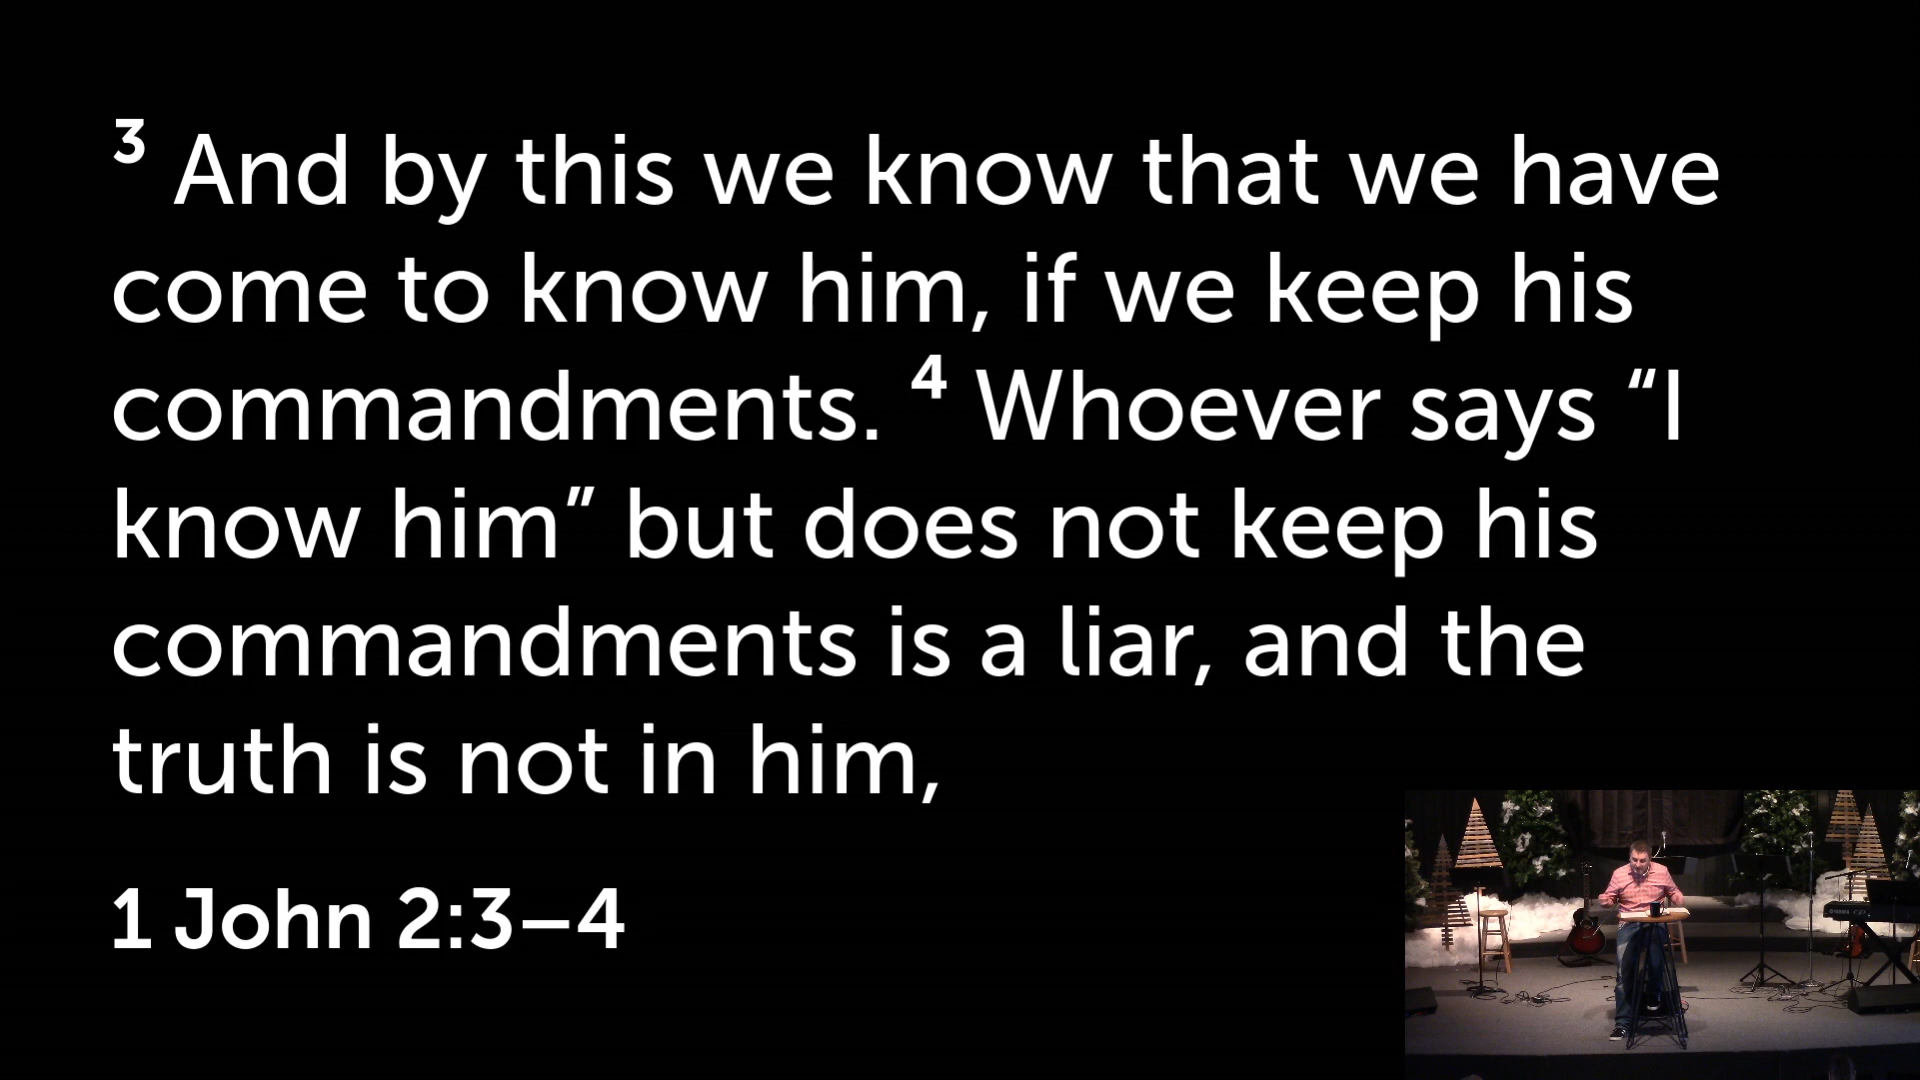 3 And by this we know that we have
come to know him, if we keep his
commandments. 4 Whoever says “I
know him” but does not keep his
commandments is a liar, and the
truth is not in him,
1 John 2:3–4